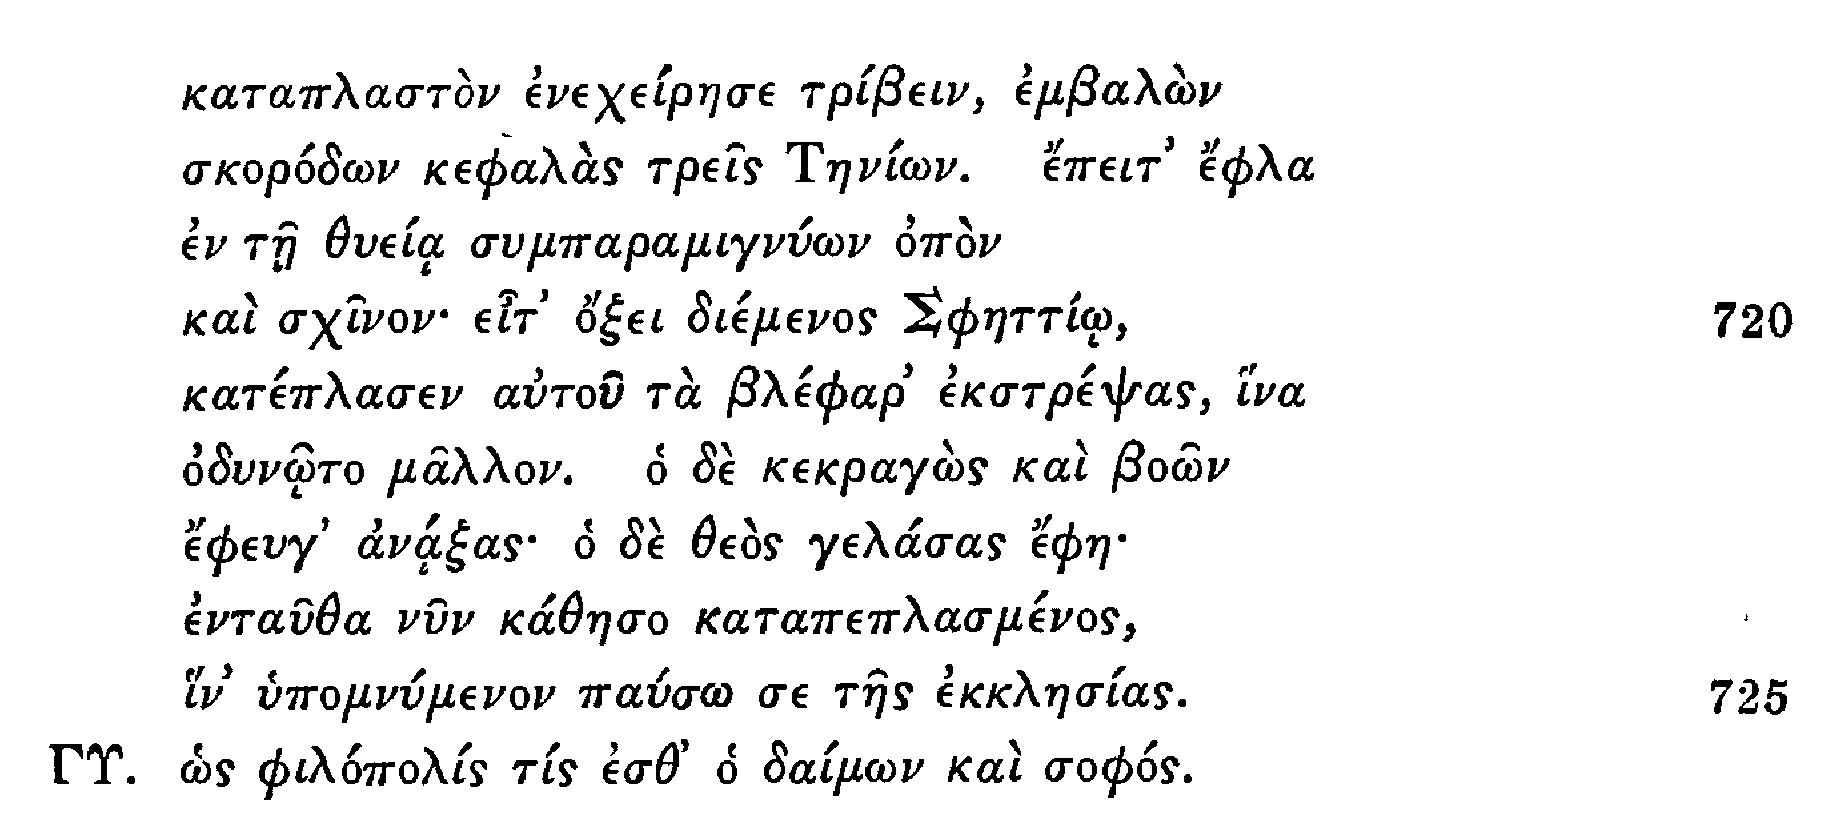 καταπλαστὸν ἐνεχείρησε τρίβειν, ἐμβαλὼν
σκορόδων κεφαλὰς τρεῖς Τηνίων. ἔπειτ’ ἔφλα
ἐν τῇ θυείᾳ συμπαραμιγνύων ὀπὸν
καὶ σχῖνον· εἶτ’ ὄξει διέμενος Σφηττίῳ, 720
κατέπλασεν αὐτοῦ τὰ βλέφαρ’ ἐκστρέψας, ἵνα
ὀδυνῷτο μᾶλλον. ὁ δὲ κεκραγὼς καὶ βοῶν
ἔφευγ’ ἀνᾴξας· ὁ δὲ θεὸς γελάσας ἔφη·
ἐνταῦθα νῦν κάθησο καταπεπλασμένος,
ἵν’ ὑπομνύμενον παύσω σε τῆς ἐκκλησίας. 725
ΓΥ. ὡς φιλόπολίς τίς ἐσθ’ ὁ δαίμων καὶ σοφός.